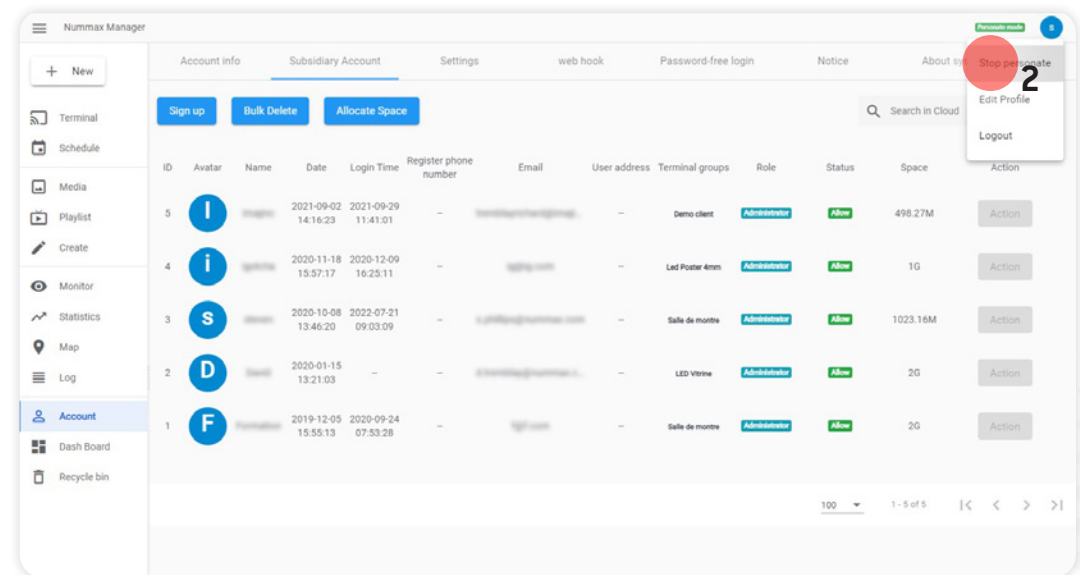 Nummax Manager
Personate mode
S
New
Account info
Subsidiary Account
Settings
web hook
Password-free login
Notice
About sy
Stop personate
2
Edit Profile
Logout
Sign up
Bulk Delete
Allocate Space
Search in Cloud
Terminal
Schedule
Media
Playlist
Create
Monitor
Statistics
Map
Log
Account
Dash Board
Recycle bin
ID Avatar Name Date Login Time Register phone number Email User address Terminal groups Role Status Space Action
5 I 2021-09-02 14:16:23 2021-09-29 11:41:01 – – Demo client Administrator Allow 498.27M Action
4 i 2020-11-18 15:57:17 2020-12-09 16:25:11 – – Led Poster 4mm Administrator Allow 1G Action
3 S 2020-10-08 13:46:20 2022-07-21 09:03:09 – – Salle de montre Administrator Allow 1023.16M Action
2 D 2020-01-15 13:21:03 – – – LED Vitrine Administrator Allow 2G Action
1 F 2019-12-05 15:55:13 2020-09-24 07:53:28 – – Salle de montre Administrator Allow 2G Action
100 1 - 5 of 5